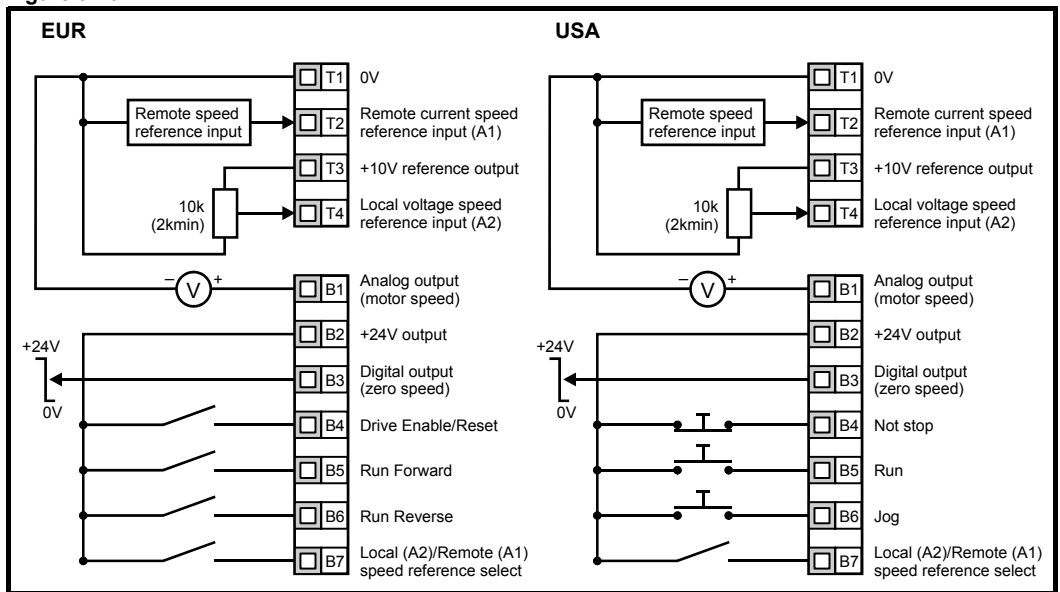 EUR
Remote speed
reference input
10k
(2kmin)
T1 0V
T2 Remote current speed
reference input (A1)
T3 +10V reference output
T4 Local voltage speed
reference input (A2)
– V +
B1 Analog output
(motor speed)
B2 +24V output
+24V
0V
B3 Digital output
(zero speed)
B4 Drive Enable/Reset
B5 Run Forward
B6 Run Reverse
B7 Local (A2)/Remote (A1)
speed reference select
USA
Remote speed
reference input
10k
(2kmin)
T1 0V
T2 Remote current speed
reference input (A1)
T3 +10V reference output
T4 Local voltage speed
reference input (A2)
– V +
B1 Analog output
(motor speed)
B2 +24V output
+24V
0V
B3 Digital output
(zero speed)
B4 Not stop
B5 Run
B6 Jog
B7 Local (A2)/Remote (A1)
speed reference select